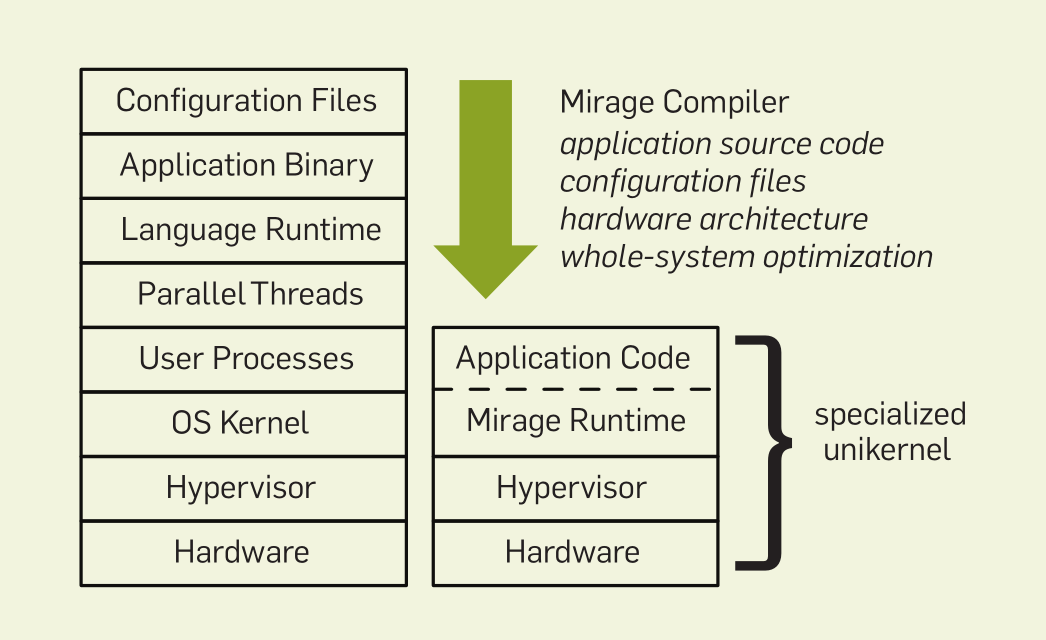 Configuration Files
Application Binary
Language Runtime
Parallel Threads
User Processes
OS Kernel
Hypervisor
Hardware
Mirage Compiler
application source code
configuration files
hardware architecture
whole-system optimization
Application Code
Mirage Runtime
Hypervisor
Hardware
specialized
unikernel